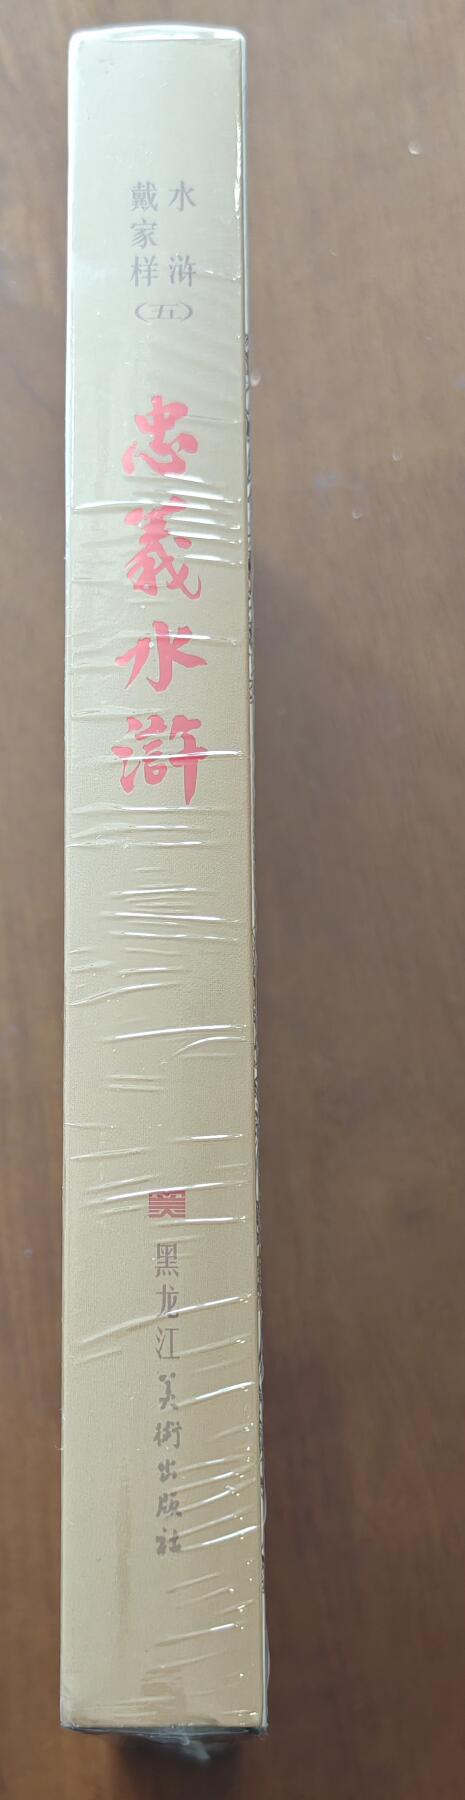 水浒
戴家样
(五)
忠義水滸
黑龙江美術出版社